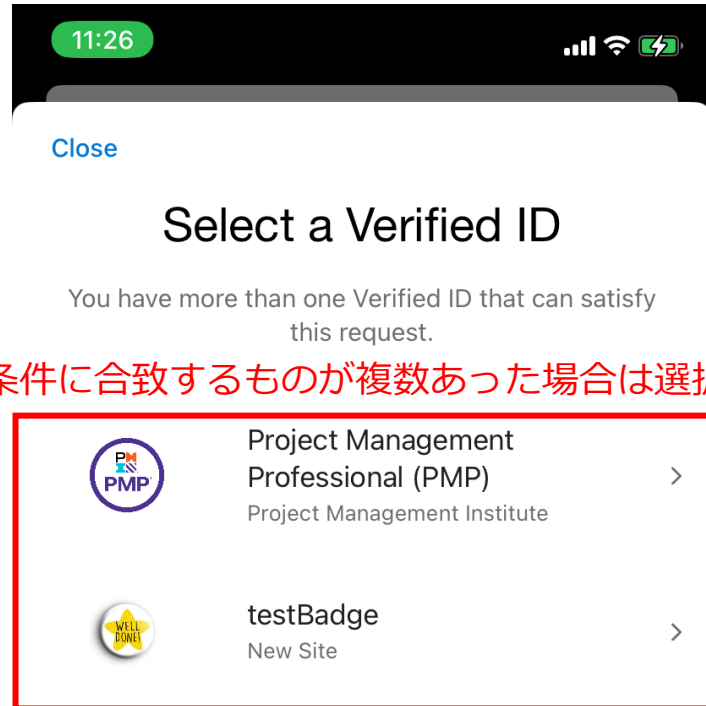 11:26
Close
Select a Verified ID
You have more than one Verified ID that can satisfy
this request.
条件に合致するものが複数あった場合は選択
PM
PMP
Project Management
Professional (PMP)
Project Management Institute
WELL
DONE!
testBadge
New Site